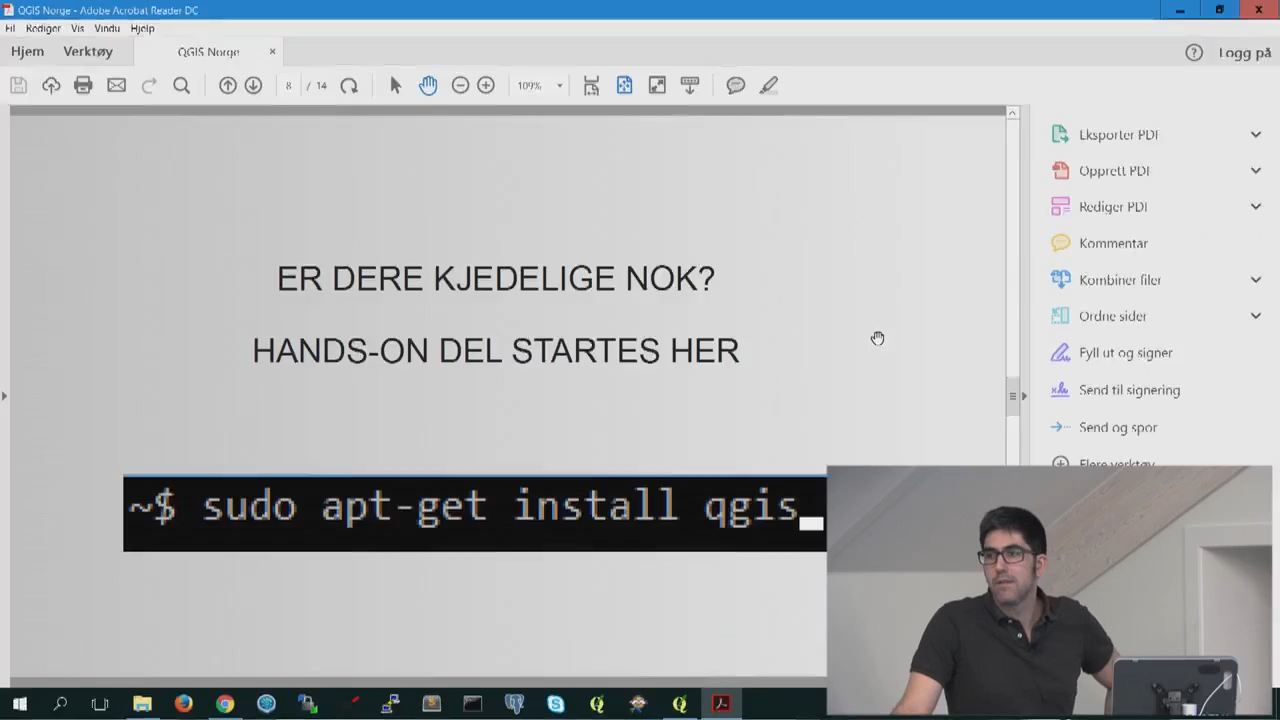 QGIS Norge - Adobe Acrobat Reader DC
Fil Rediger Vis Vindu Hjelp
Hjem Verktøy QGIS Norge × Logg på
8 / 14 109%
Eksporter PDF
Opprett PDF
Rediger PDF
Kommentar
Kombiner filer
Ordne sider
Fyll ut og signer
Send til signering
Send og spor
Flere verktøy
ER DERE KJEDELIGE NOK?
HANDS-ON DEL STARTES HER
~$ sudo apt-get install qgis_